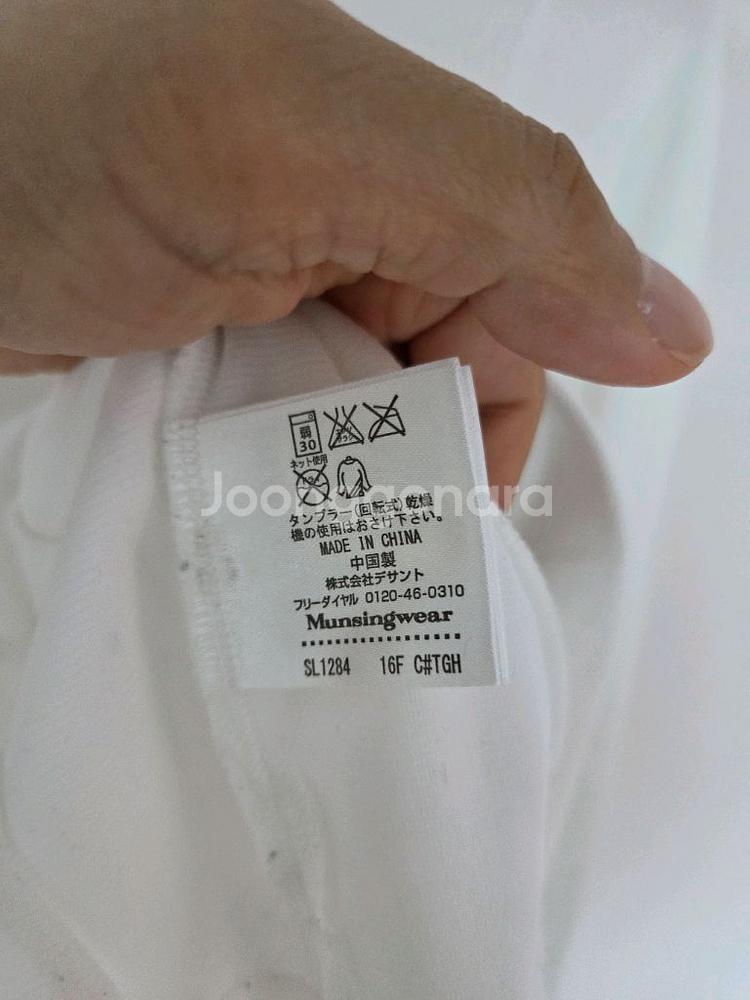 弱
30
ネット使用
Joonggonara
タンブラー(回転式)乾燥
機の使用はおさけ下さい。
MADE IN CHINA
中国製
株式会社デサント
フリーダイヤル 0120-46-0310
Munsingwear
SL1284 16F C#TGH